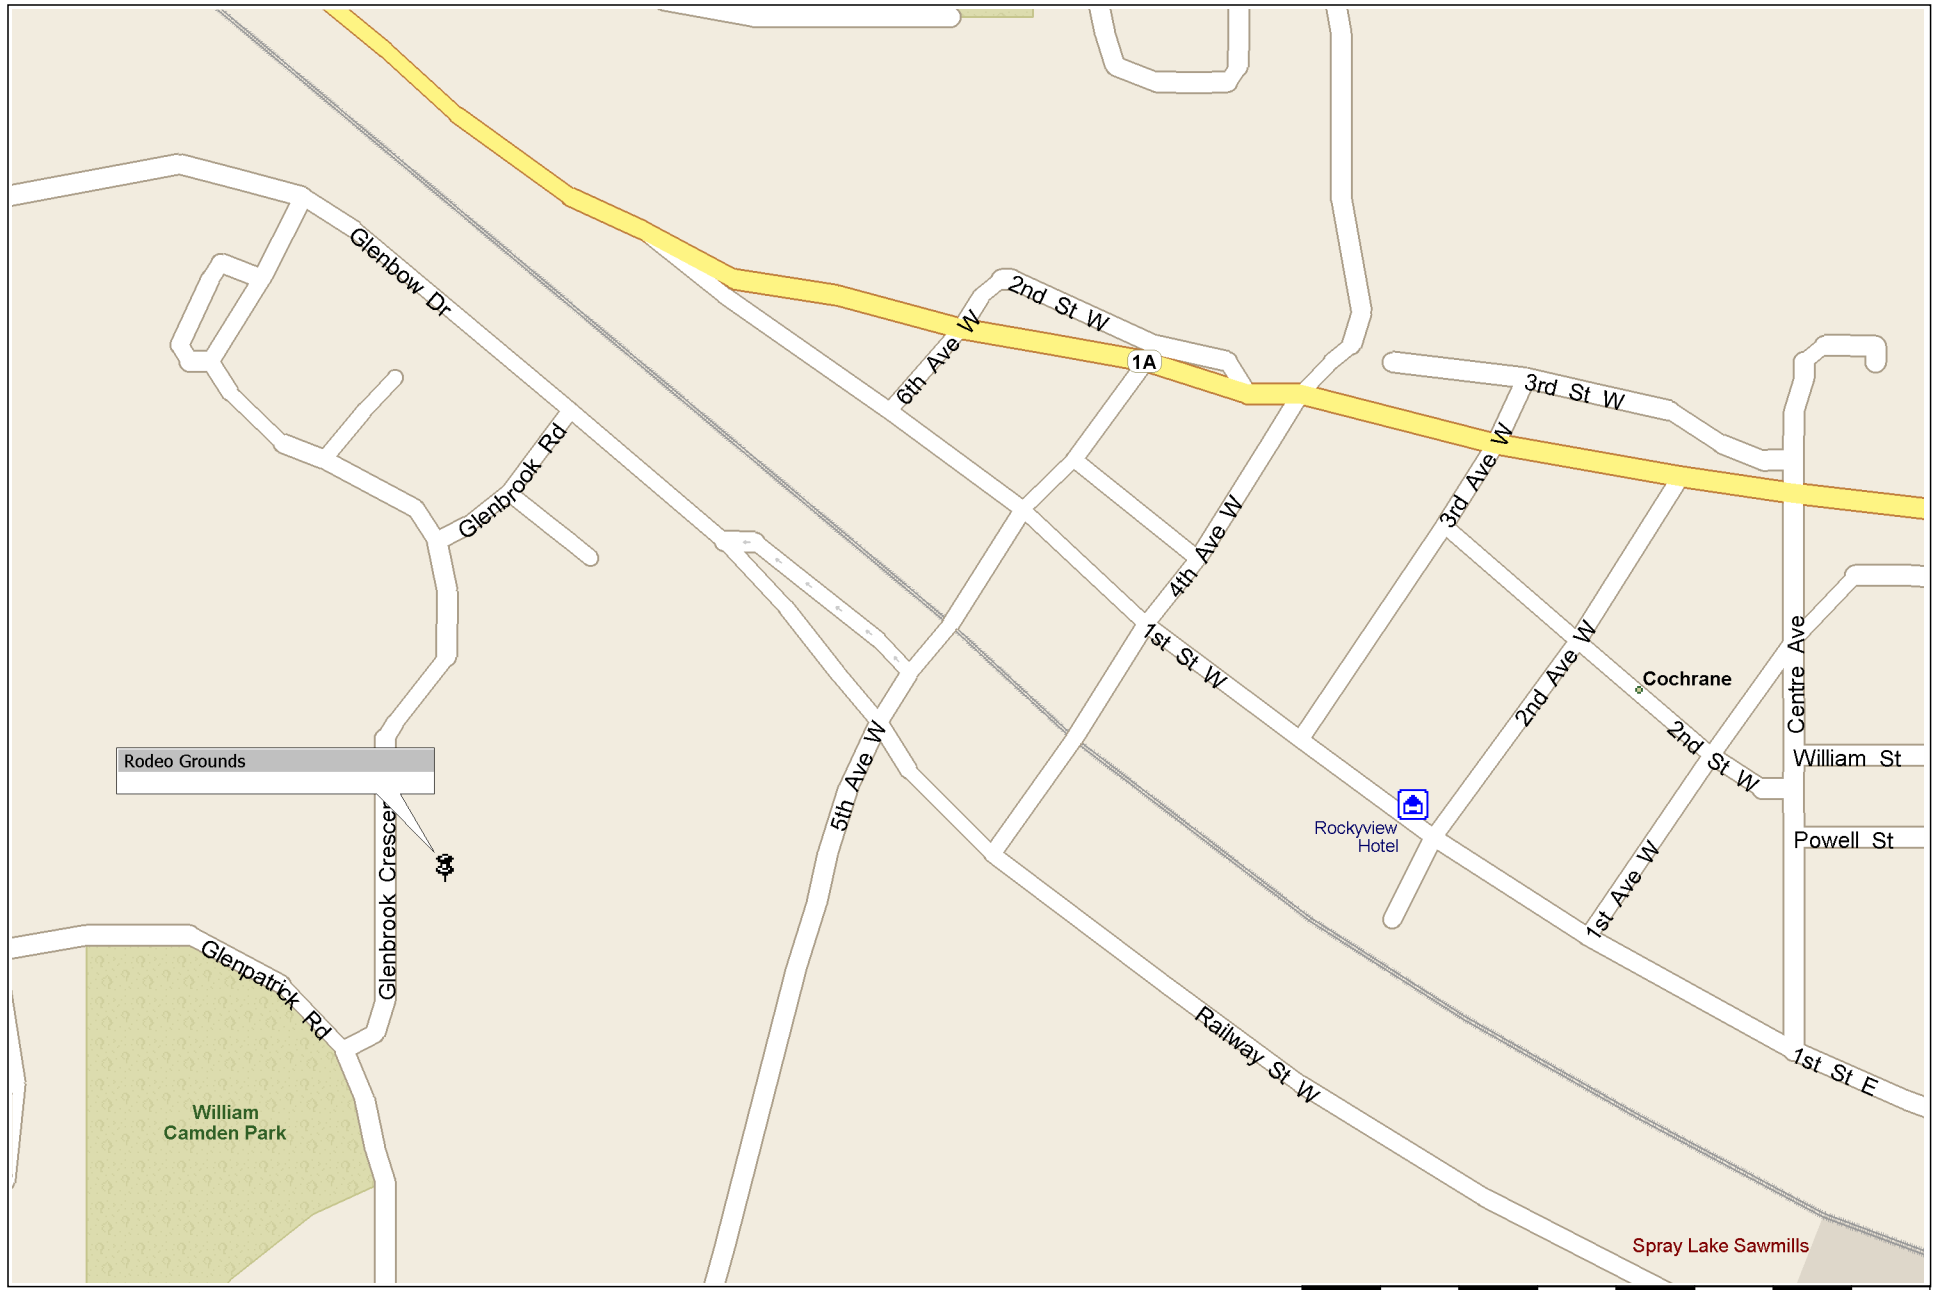 Glenbow Dr
2nd St W
6th Ave W
1A
3rd St W
Glenbrook Rd
3rd Ave W
4th Ave W
1st St W
2nd Ave W
Centre Ave
Cochrane
2nd St W
William St
Rodeo Grounds
5th Ave W
Rockyview
Hotel
Powell St
Glenbrook Crescen
1st Ave W
Glenpatrick Rd
Railway St W
1st St E
William
Camden Park
Spray Lake Sawmills